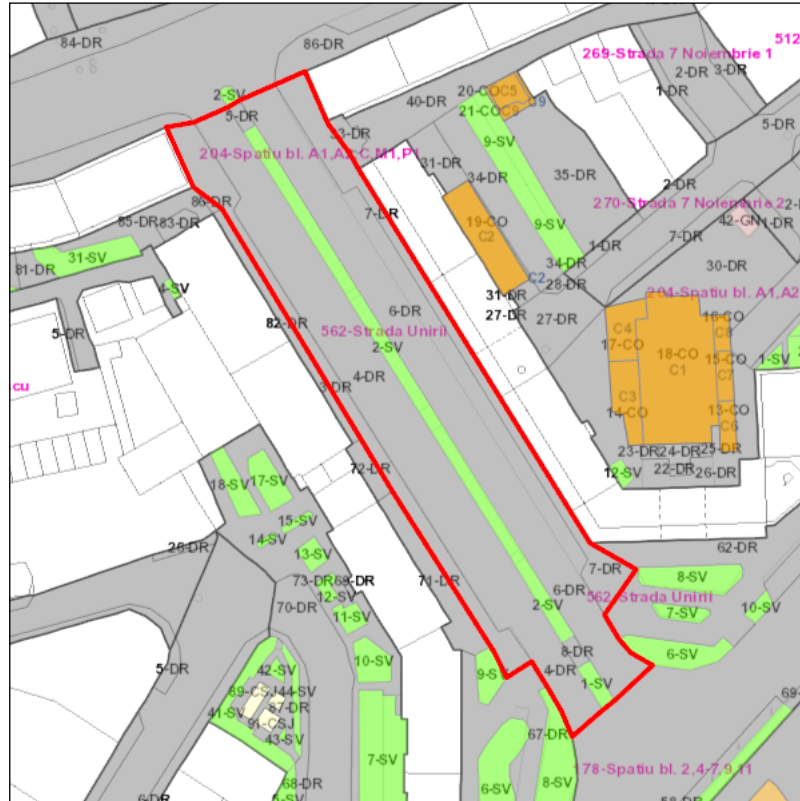 84-DR
86-DR
512
269-Strada 7 Noiembrie 1
2-DR
3-DR
1-DR
2-SV
5-DR
20-CO
C5
21-CO
C9
40-DR
33-DR
9-SV
5-DR
204-Spatiu bl. A1,A2-C,M1,P1
31-DR
34-DR
35-DR
2-DR
86-DR
7-DR
19-CO
C2
9-SV
270-Strada 7 Noiembrie 2
42-GN
1-DR
85-DR
83-DR
7-DR
31-SV
1-DR
81-DR
34-DR
30-DR
4-SV
C2
28-DR
31-DR
204-Spatiu bl. A1,A2
6-DR
27-DR
27-DR
16-CO
C8
82-DR
562-Strada Unirii
5-DR
2-SV
C4
17-CO
18-CO
C1
15-CO
C7
1-SV
4-DR
3-DR
cu
C3
14-CO
13-CO
C6
23-DR
24-DR
25-DR
72-DR
12-SV
22-DR
26-DR
18-SV
17-SV
15-SV
14-SV
26-DR
13-SV
62-DR
73-DR
69-DR
71-DR
7-DR
8-SV
12-SV
6-DR
562-Strada Unirii
70-DR
11-SV
2-SV
7-SV
10-SV
8-DR
6-SV
5-DR
42-SV
10-SV
9-SV
4-DR
1-SV
89-CSJ
44-SV
87-DR
41-SV
91-CSJ
43-SV
67-DR
7-SV
178-Spatiu bl. 2,4-7,9,11
68-DR
6-SV
8-SV
6-DR
5-SV
58-DR